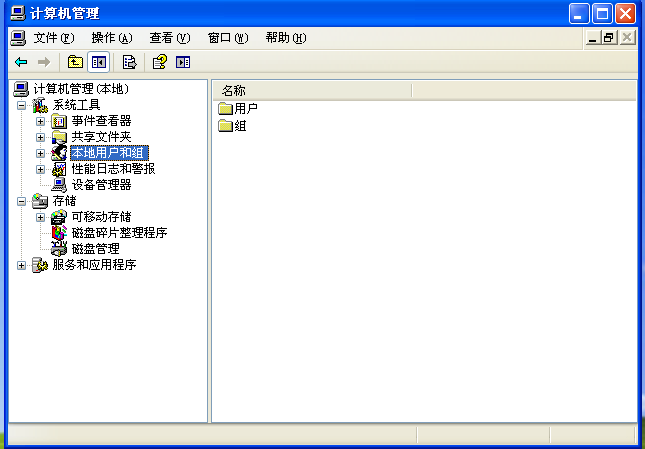 计算机管理
文件(F) 操作(A) 查看(V) 窗口(W) 帮助(H)
计算机管理(本地)
系统工具
事件查看器
共享文件夹
本地用户和组
性能日志和警报
设备管理器
存储
可移动存储
磁盘碎片整理程序
磁盘管理
服务和应用程序
名称
用户
组